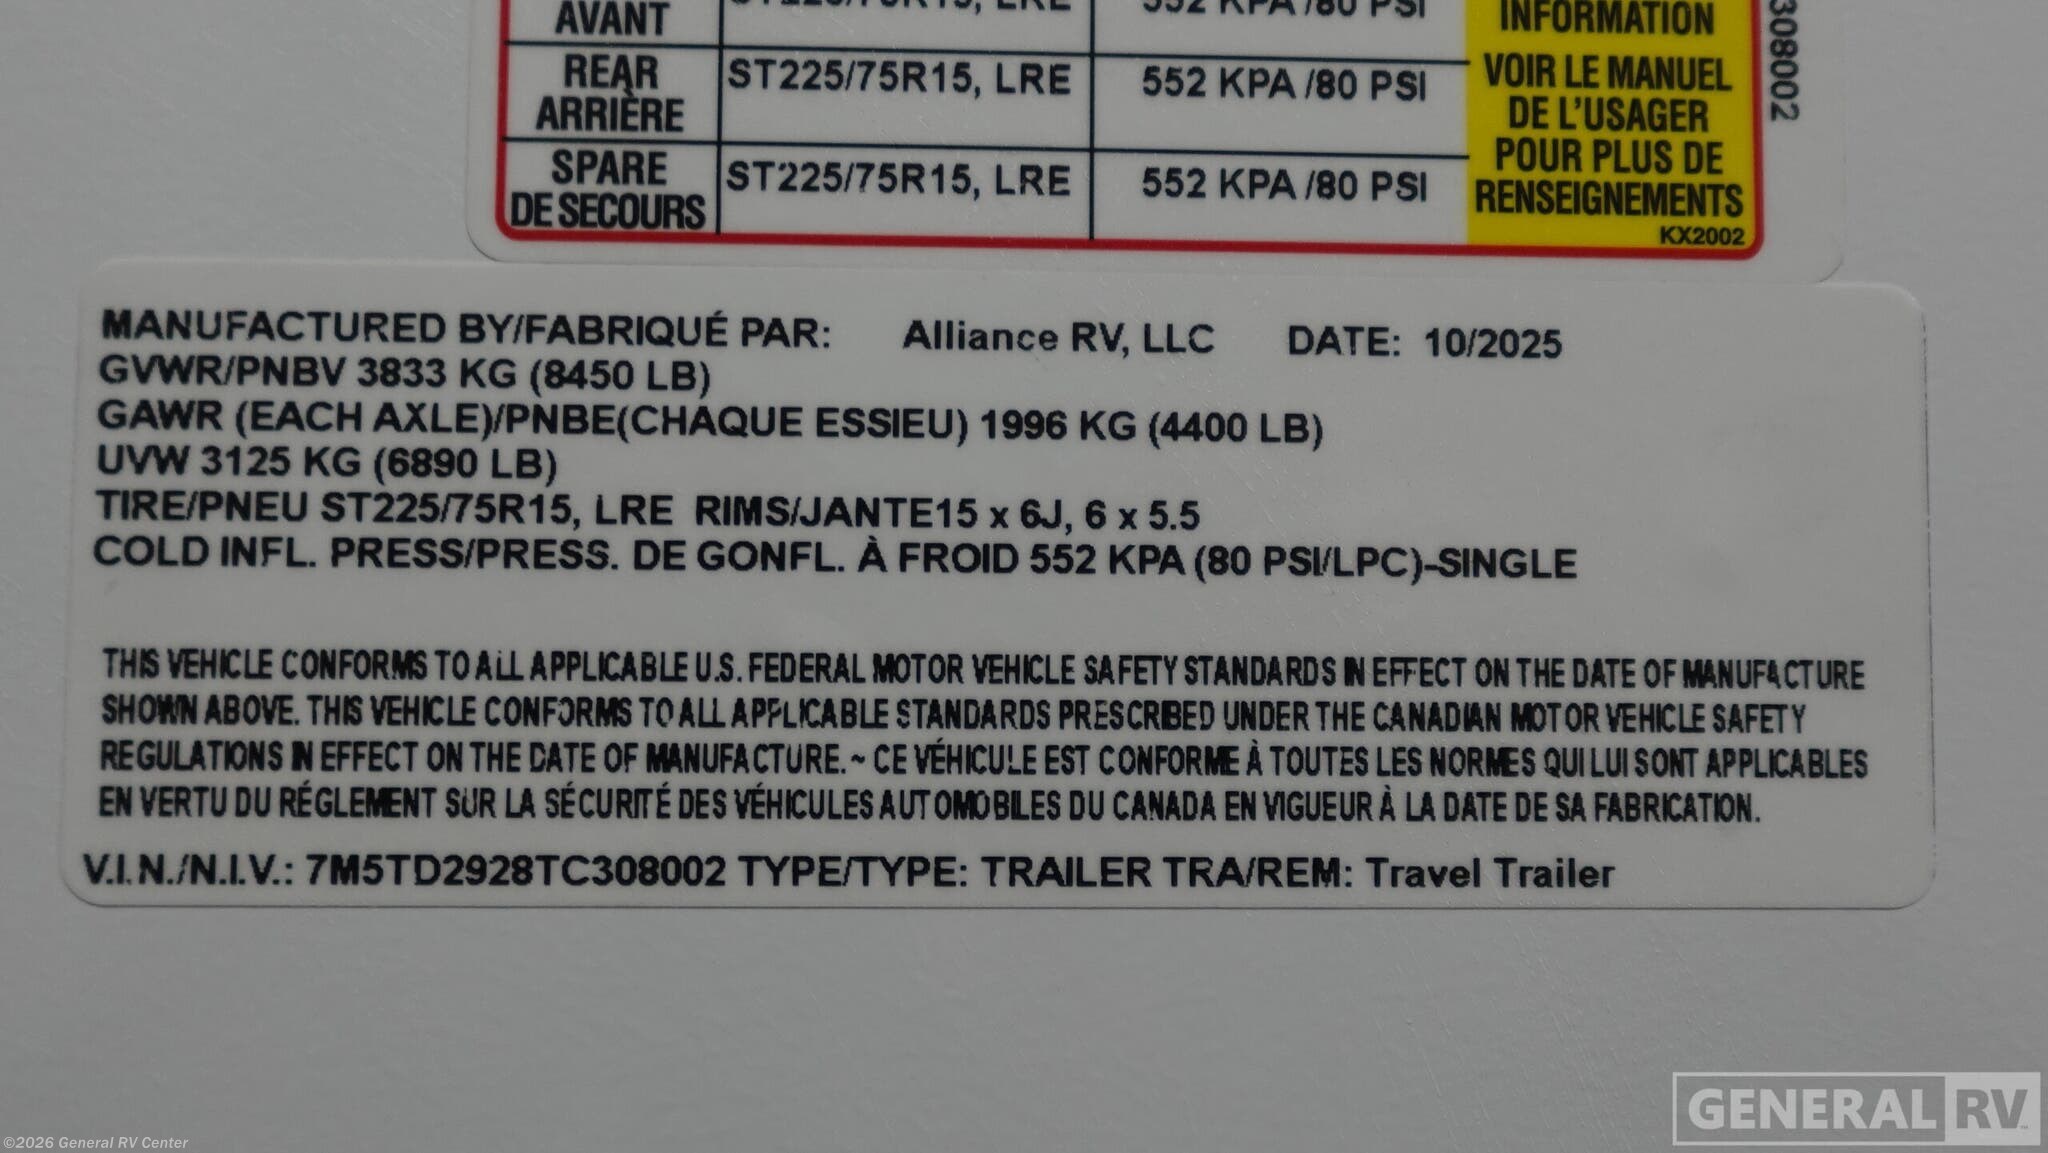 AVANT
ST225/75R15, LRE
552 KPA /80 PSI
INFORMATION
REAR
ARRIÈRE
ST225/75R15, LRE
552 KPA /80 PSI
VOIR LE MANUEL
DE L'USAGER
POUR PLUS DE
RENSEIGNEMENTS
SPARE
DE SECOURS
ST225/75R15, LRE
552 KPA /80 PSI
KX2002
308002
MANUFACTURED BY/FABRIQUÉ PAR: Alliance RV, LLC DATE: 10/2025
GVWR/PNBV 3833 KG (8450 LB)
GAWR (EACH AXLE)/PNBE(CHAQUE ESSIEU) 1996 KG (4400 LB)
UVW 3125 KG (6890 LB)
TIRE/PNEU ST225/75R15, LRE RIMS/JANTE15 x 6J, 6 x 5.5
COLD INFL. PRESS/PRESS. DE GONFL. À FROID 552 KPA (80 PSI/LPC)-SINGLE
THIS VEHICLE CONFORMS TO ALL APPLICABLE U.S. FEDERAL MOTOR VEHICLE SAFETY STANDARDS IN EFFECT ON THE DATE OF MANUFACTURE
SHOWN ABOVE. THIS VEHICLE CONFORMS TO ALL APPLICABLE STANDARDS PRESCRIBED UNDER THE CANADIAN MOTOR VEHICLE SAFETY
REGULATIONS IN EFFECT ON THE DATE OF MANUFACTURE. ~ CE VÉHICULE EST CONFORME À TOUTES LES NORMES QUI LUI SONT APPLICABLES
EN VERTU DU RÉGLEMENT SUR LA SÉCURITÉ DES VÉHICULES AUTOMOBILES DU CANADA EN VIGUEUR À LA DATE DE SA FABRICATION.
V.I.N./N.I.V.: 7M5TD2928TC308002 TYPE/TYPE: TRAILER TRA/REM: Travel Trailer
GENERAL RV
©2026 General RV Center